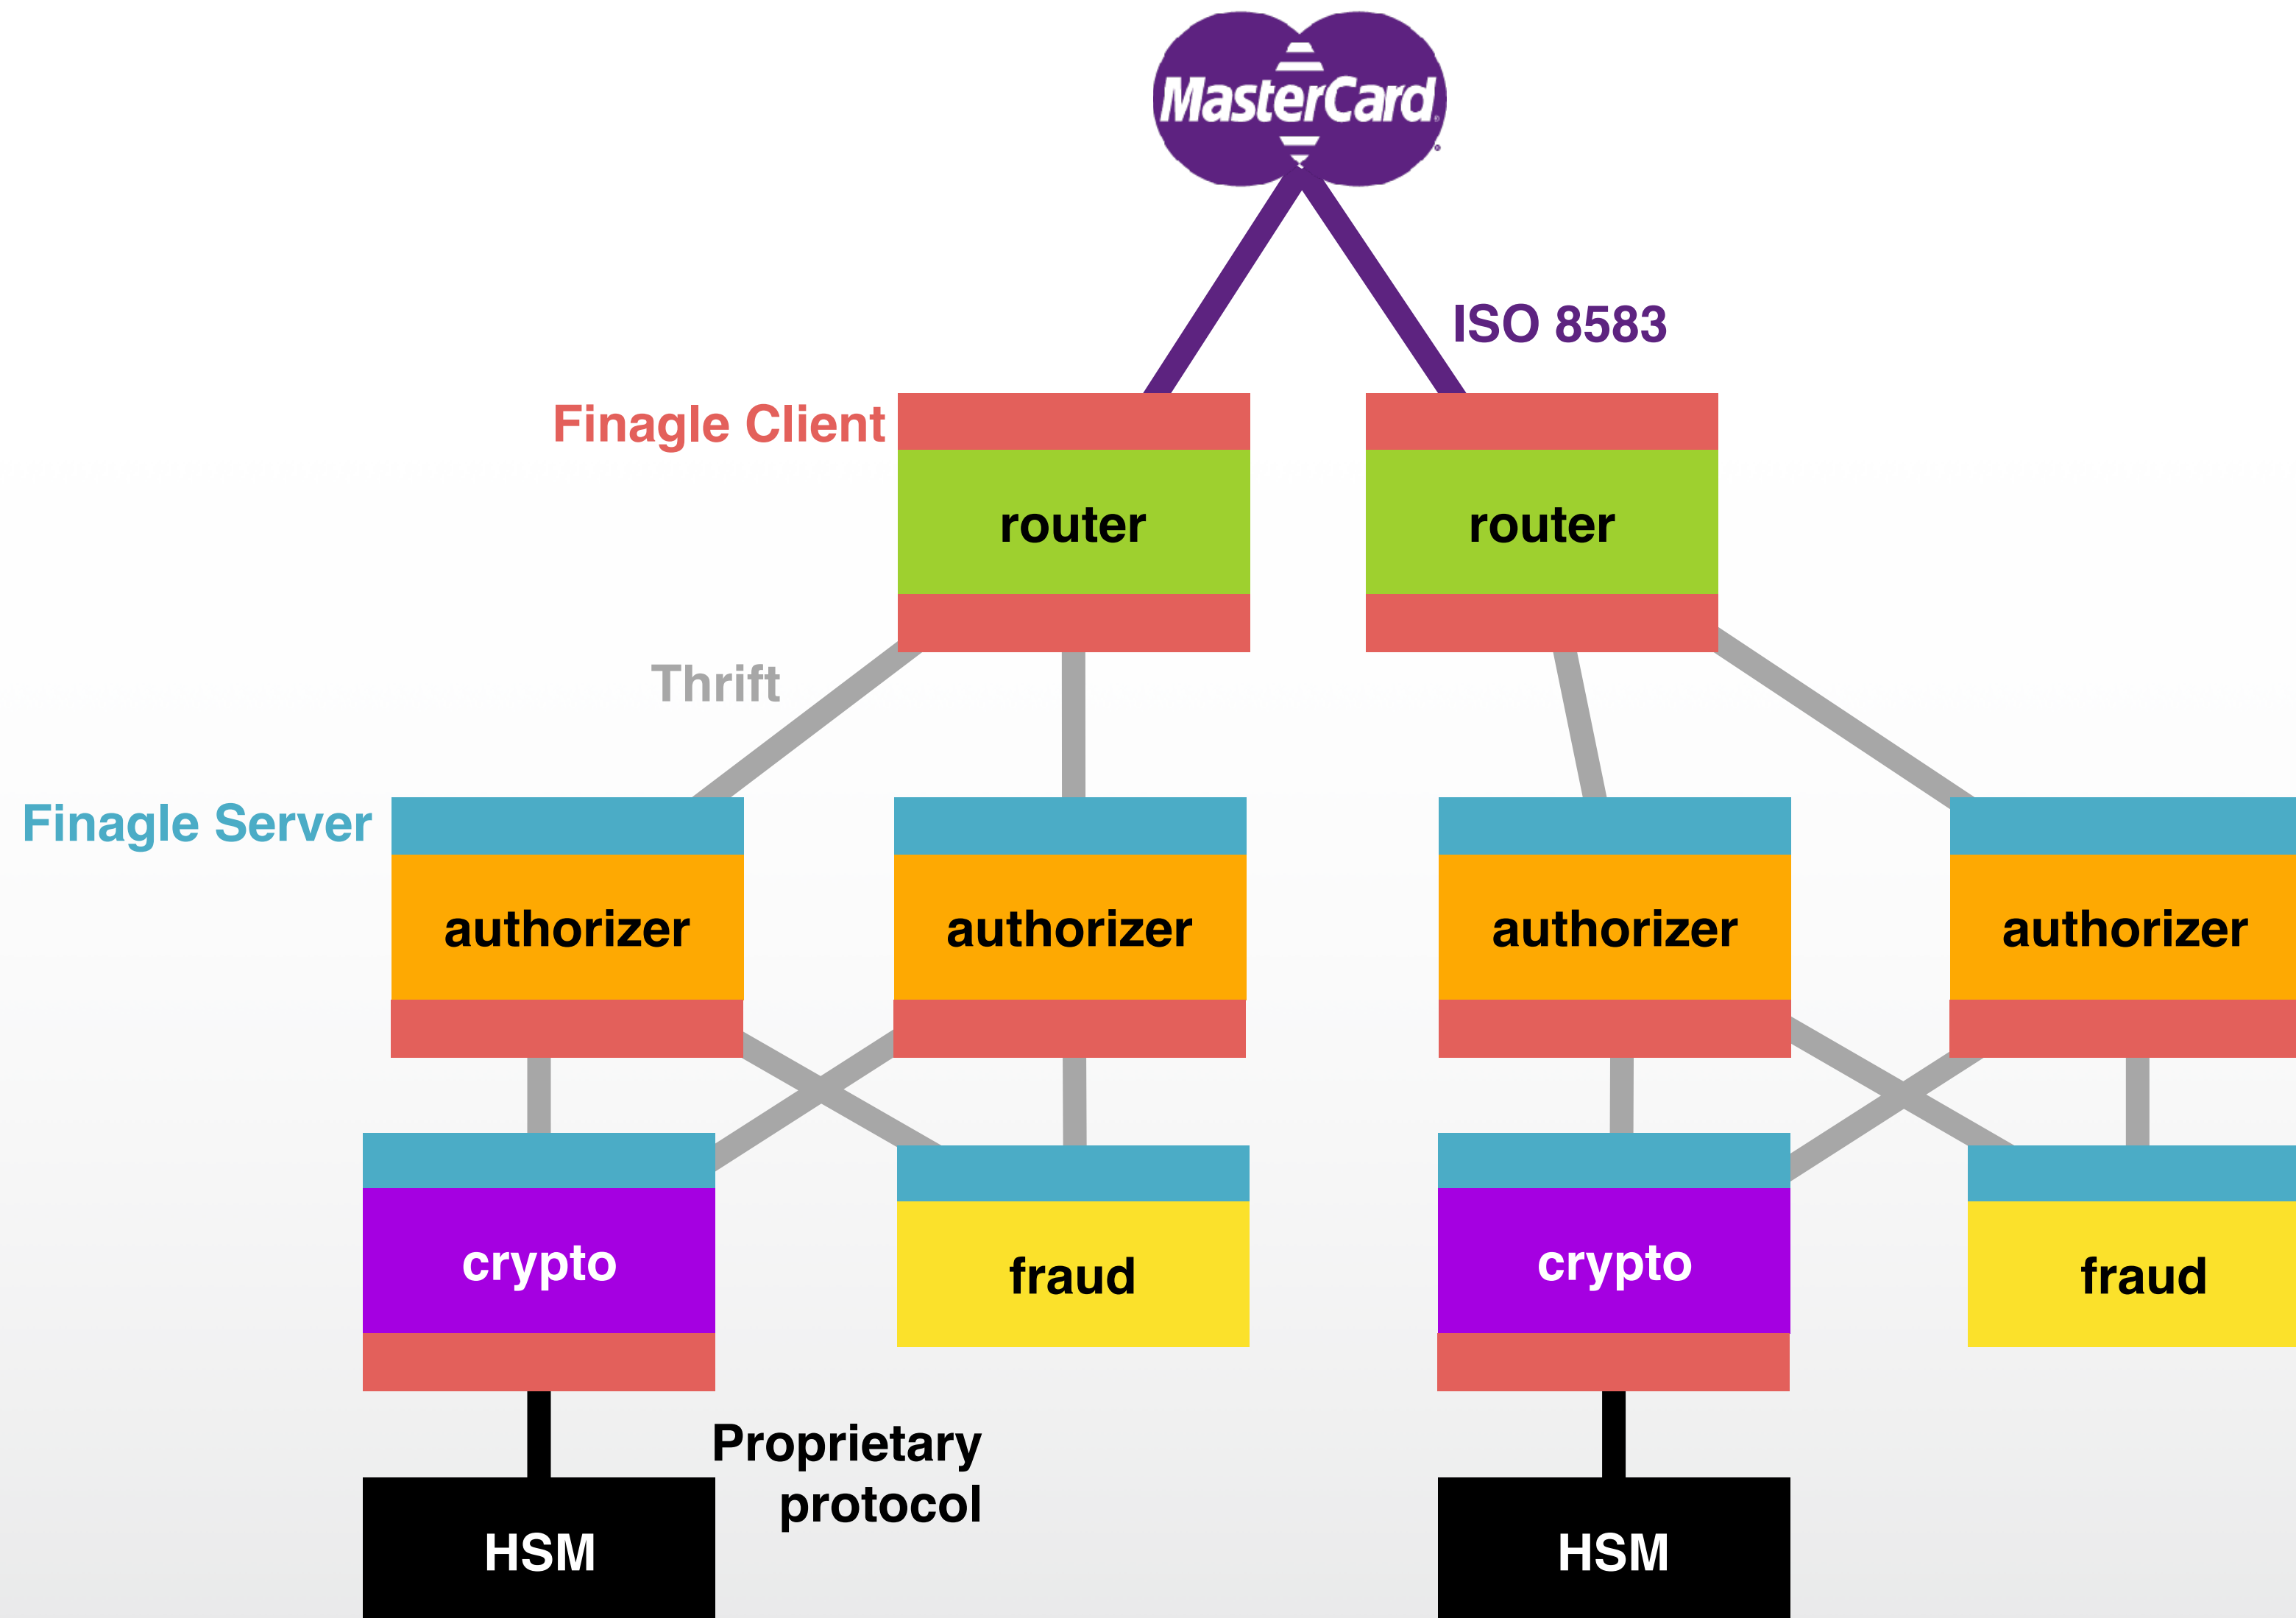 MasterCard
ISO 8583
Finagle Client
router
router
Thrift
Finagle Server
authorizer
authorizer
authorizer
authorizer
crypto
fraud
crypto
fraud
Proprietary
protocol
HSM
HSM